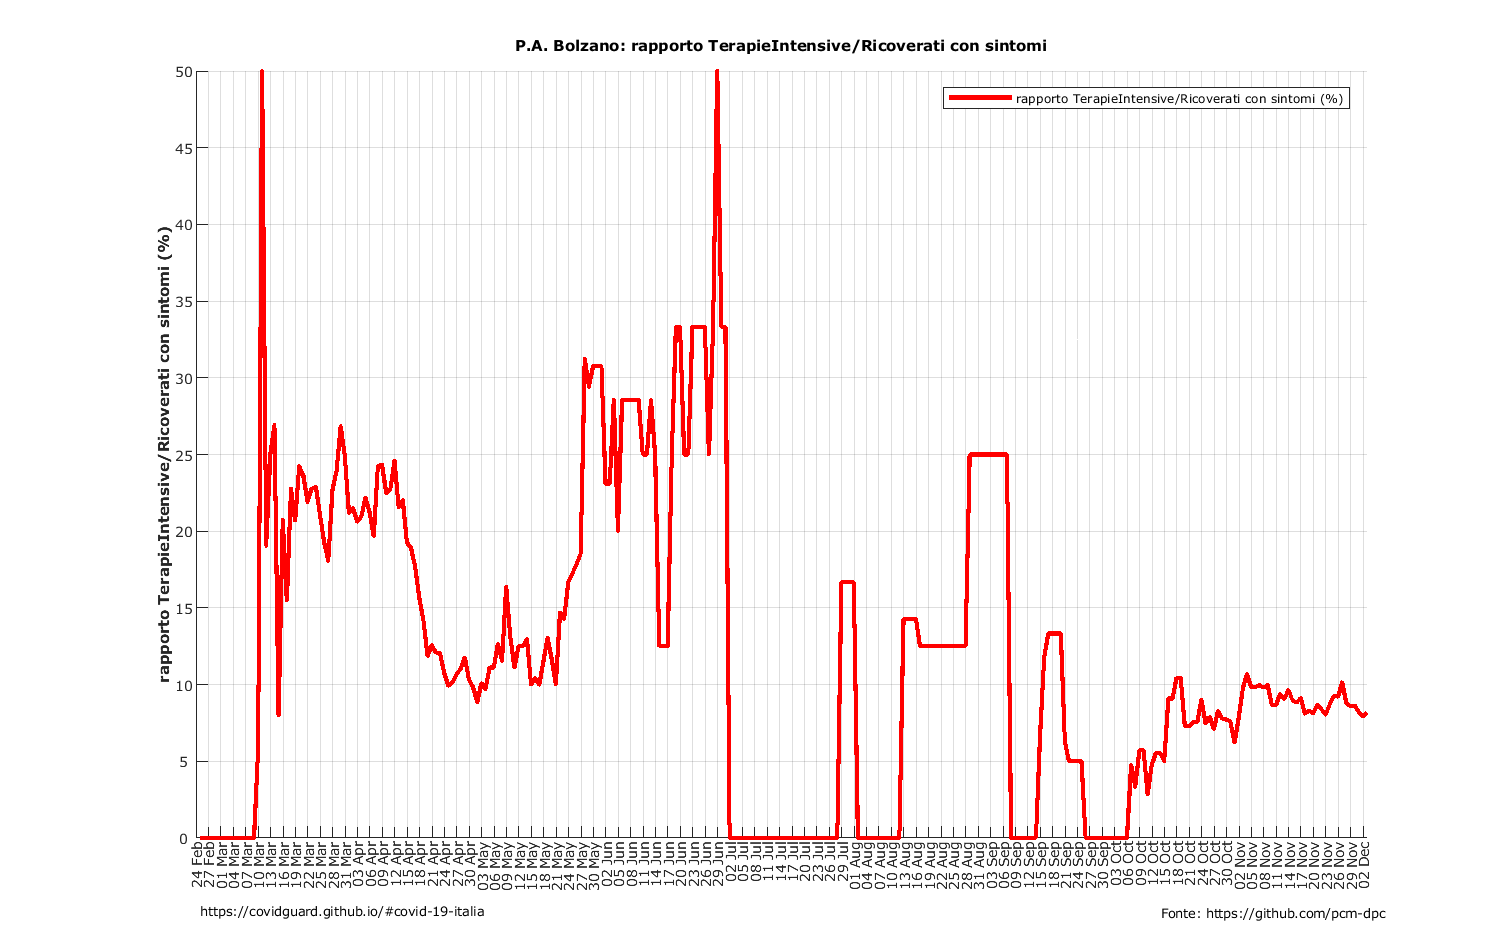 P.A. Bolzano: rapporto TerapieIntensive/Ricoverati con sintomi
rapporto TerapieIntensive/Ricoverati con sintomi (%)
rapporto TerapieIntensive/Ricoverati con sintomi (%)
50
45
40
35
30
25
20
15
10
5
0
24 Feb
27 Feb
01 Mar
04 Mar
07 Mar
10 Mar
13 Mar
16 Mar
19 Mar
22 Mar
25 Mar
28 Mar
31 Mar
03 Apr
06 Apr
09 Apr
12 Apr
15 Apr
18 Apr
21 Apr
24 Apr
27 Apr
30 Apr
03 May
06 May
09 May
12 May
15 May
18 May
21 May
24 May
27 May
30 May
02 Jun
05 Jun
08 Jun
11 Jun
14 Jun
17 Jun
20 Jun
23 Jun
26 Jun
29 Jun
02 Jul
05 Jul
08 Jul
11 Jul
14 Jul
17 Jul
20 Jul
23 Jul
26 Jul
29 Jul
01 Aug
04 Aug
07 Aug
10 Aug
13 Aug
16 Aug
19 Aug
22 Aug
25 Aug
28 Aug
31 Aug
03 Sep
06 Sep
09 Sep
12 Sep
15 Sep
18 Sep
21 Sep
24 Sep
27 Sep
30 Sep
03 Oct
06 Oct
09 Oct
12 Oct
15 Oct
18 Oct
21 Oct
24 Oct
27 Oct
30 Oct
02 Nov
05 Nov
08 Nov
11 Nov
14 Nov
17 Nov
20 Nov
23 Nov
26 Nov
29 Nov
02 Dec
https://covidguard.github.io/#covid-19-italia
Fonte: https://github.com/pcm-dpc